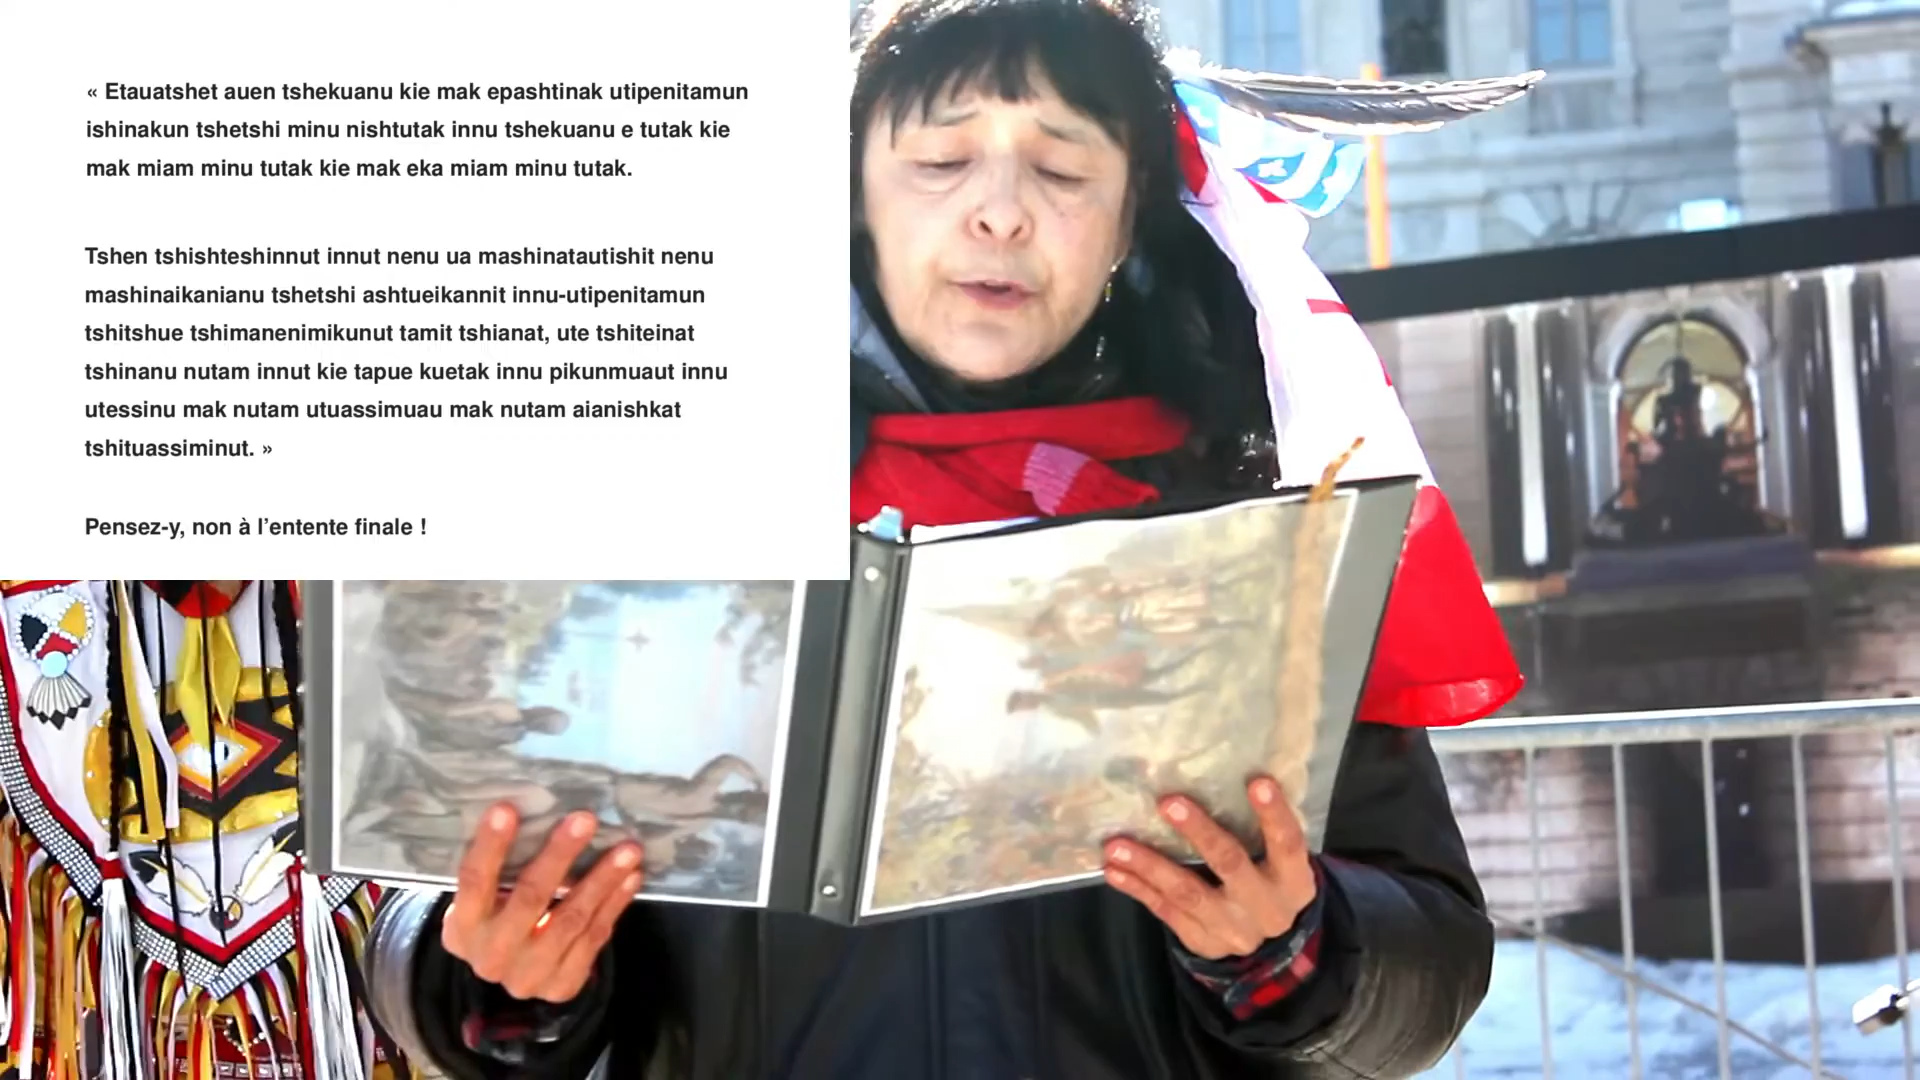 « Etauatshet auen tshekuanu kie mak epashtinak utipenitamun
ishinakun tshetshi minu nishtutak innu tshekuanu e tutak kie
mak miam minu tutak kie mak eka miam minu tutak.
Tshen tshishteshinnut innut nenu ua mashinatautishit nenu
mashinaikanianu tshetshi ashtueikannit innu-utipenitamun
tshitshue tshimanenimikunut tamit tshianat, ute tshiteinat
tshinanu nutam innut kie tapue kuetak innu pikunmuaut innu
utessinu mak nutam utuassimuau mak nutam aianishkat
tshituassiminut. »
Pensez-y, non à l’entente finale !